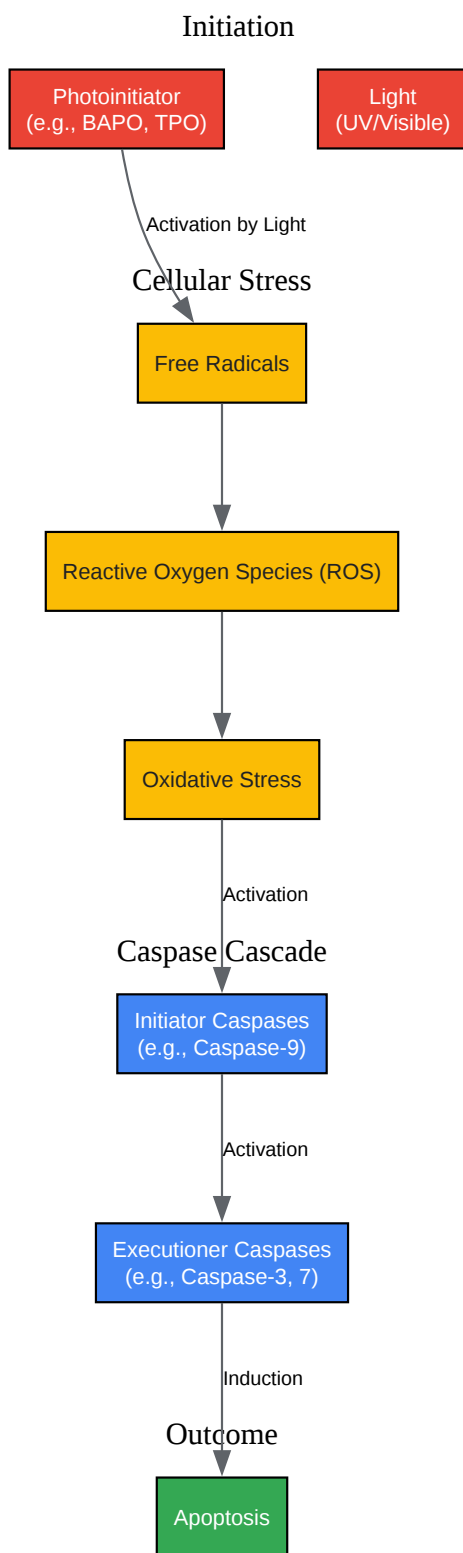 Initiation
Photoinitiator
(e.g., BAPO, TPO)
Light
(UV/Visible)
Activation by Light
Cellular Stress
Free Radicals
Reactive Oxygen Species (ROS)
Oxidative Stress
Activation
Caspase Cascade
Initiator Caspases
(e.g., Caspase-9)
Activation
Executioner Caspases
(e.g., Caspase-3, 7)
Induction
Outcome
Apoptosis